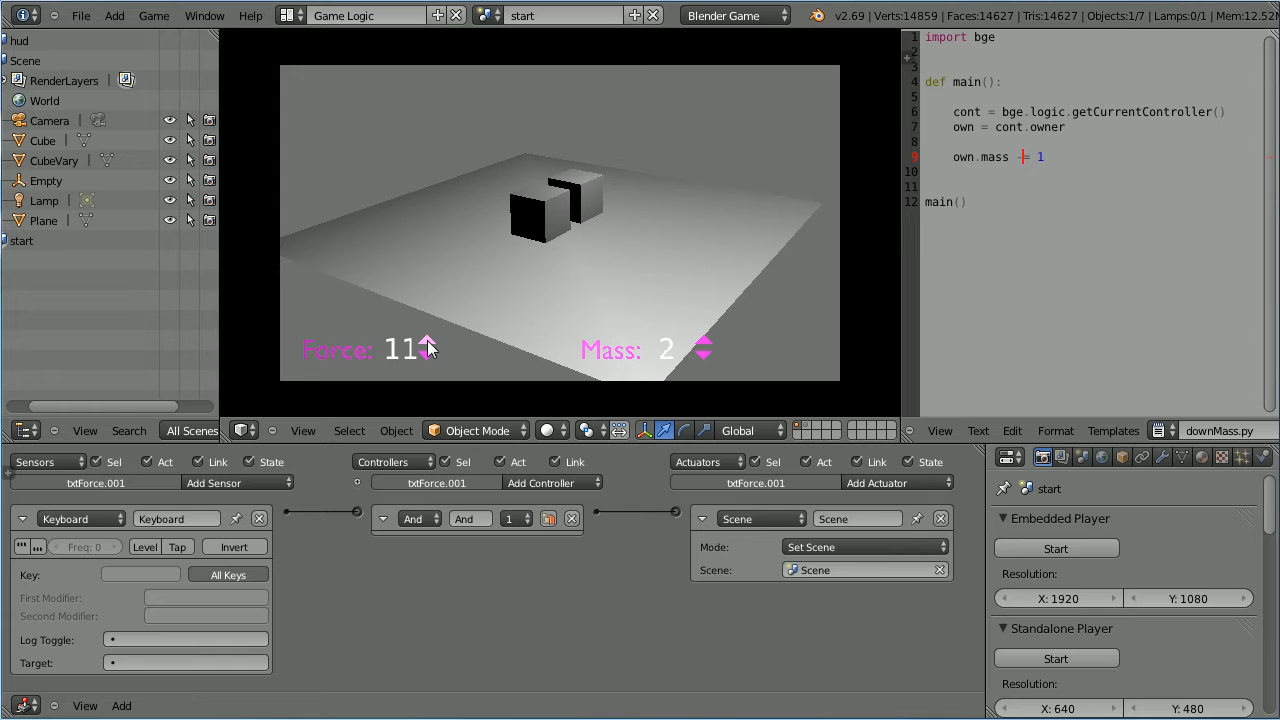 File Add Game Window Help Game Logic start Blender Game v2.69 | Verts:14859 | Faces:14627 | Tris:14627 | Objects:1/7 | Lamps:0/1 |
hud
Scene
RenderLayers
World
Camera
Cube
CubeVary
Empty
Lamp
Plane
start
Force: 11 Mass: 2
1 import bge
2
3
4 def main():
5
6 cont = bge.logic.getCurrentController()
7 own = cont.owner
8
9 own.mass -= 1
10
11
12 main()
View Search All Scenes View Select Object Object Mode Global View Text Edit Format Templates downMass.py
Sensors Sel Act Link State Controllers Sel Act Link Actuators Sel Act Link State
txtForce.001 Add Sensor txtForce.001 Add Controller txtForce.001 Add Actuator
Keyboard Keyboard And And 1 Scene Scene
Freq: 0 Level Tap Invert
Key: All Keys
First Modifier:
Second Modifier:
Log Toggle:
Target:
Mode: Set Scene
Scene: Scene
start
Embedded Player
Start
Resolution:
X: 1920 Y: 1080
Standalone Player
Start
Resolution:
X: 640 Y: 480
View Add